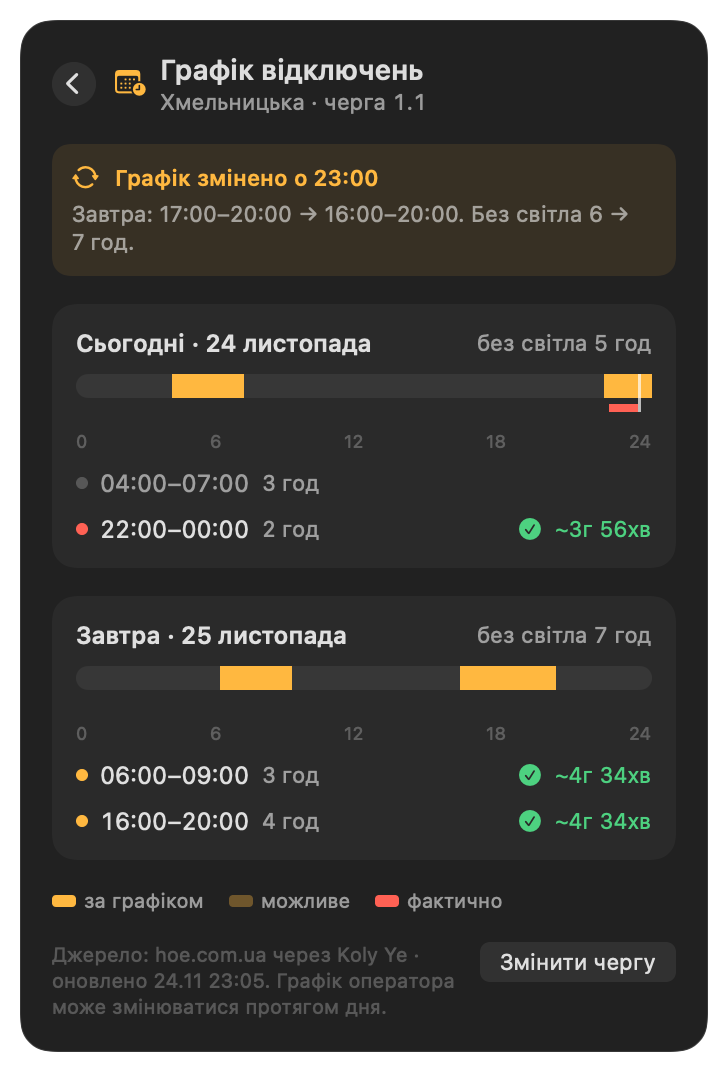 Графік відключень
Хмельницька · черга 1.1
Графік змінено о 23:00
Завтра: 17:00–20:00 → 16:00–20:00. Без світла 6 →
7 год.
Сьогодні · 24 листопада без світла 5 год
0 6 12 18 24
04:00–07:00 3 год
22:00–00:00 2 год ~3г 56хв
Завтра · 25 листопада без світла 7 год
0 6 12 18 24
06:00–09:00 3 год ~4г 34хв
16:00–20:00 4 год ~4г 34хв
за графіком можливе фактично
Джерело: hoe.com.ua через Koly Ye ·
оновлено 24.11 23:05. Графік оператора
може змінюватися протягом дня.
Змінити чергу